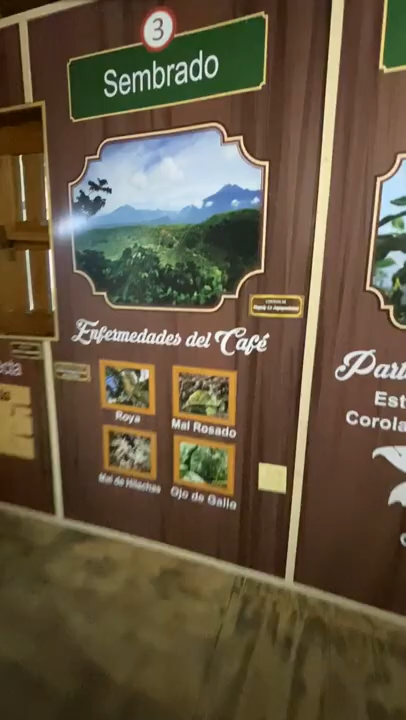 3
Sembrado
Enfermedades del Café
Roya
Mal Rosado
Mal de Hilachas
Ojo de Gallo
Est
Corola